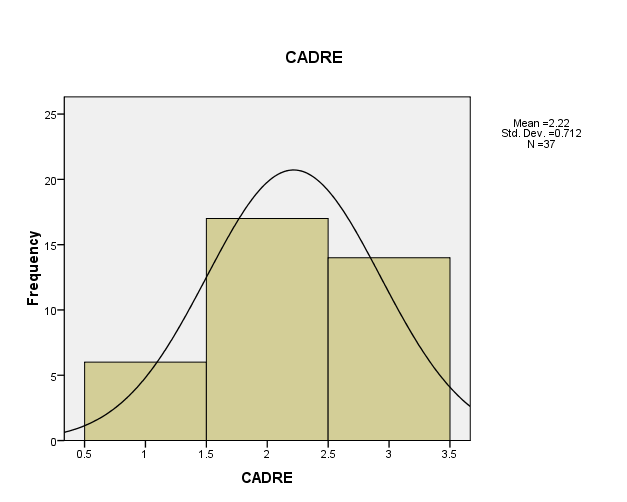 CADRE
Mean =2.22
Std. Dev. =0.712
N =37
Frequency
25
20
15
10
5
0
0.5 1 1.5 2 2.5 3 3.5
CADRE